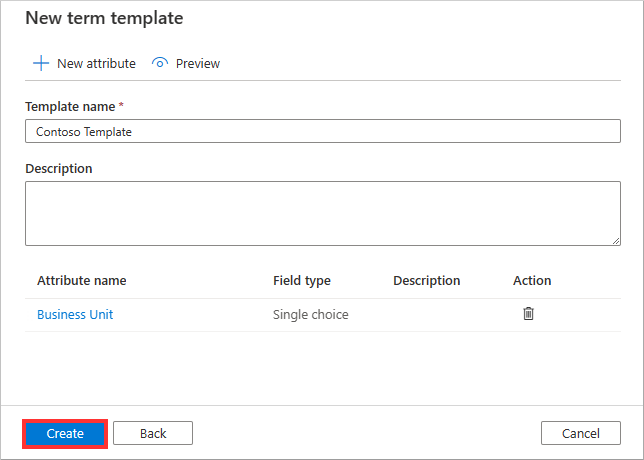 New term template
New attribute Preview
Template name *
Contoso Template
Description
Attribute name Field type Description Action
Business Unit Single choice
Create Back Cancel